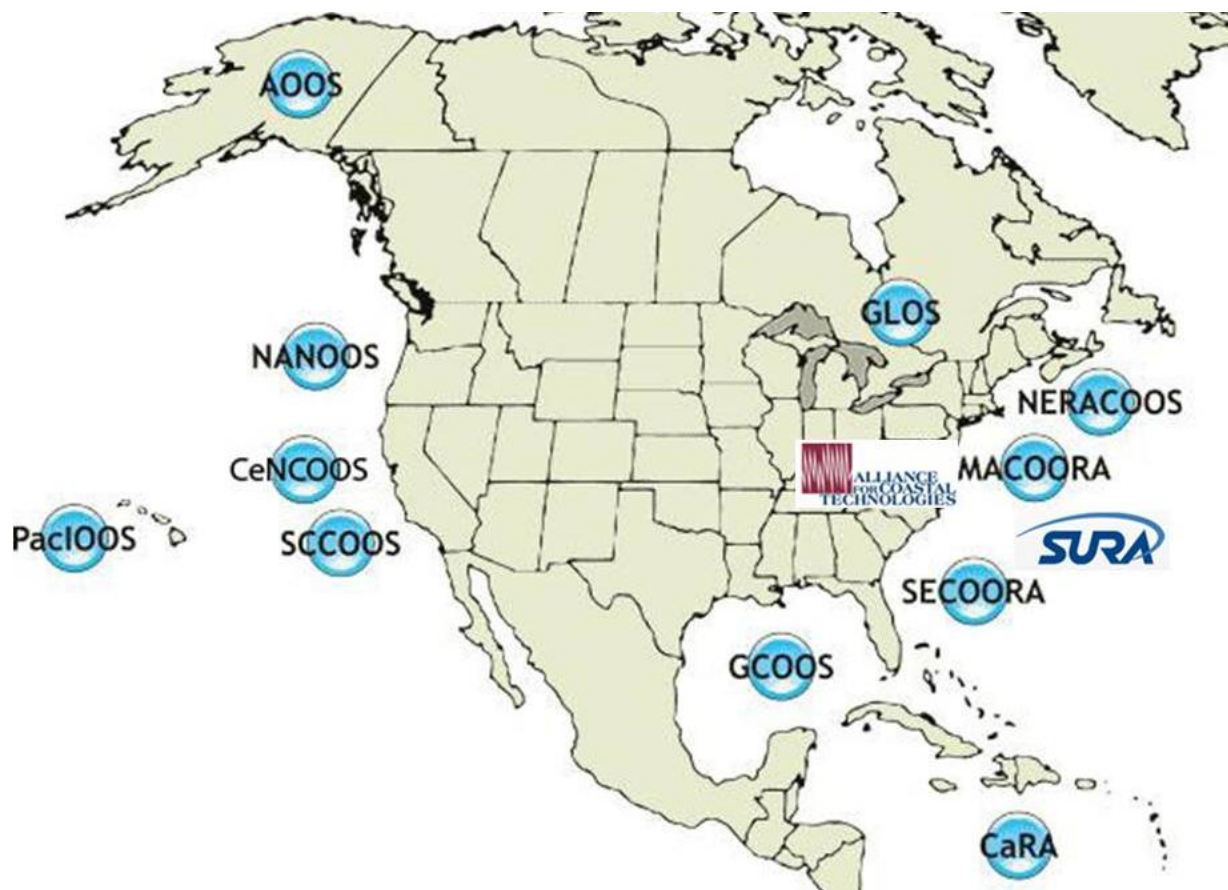 AOOS
GLOS
NANOOS
NERACOOS
CeNCOOS
ALLIANCE
FOR COASTAL
TECHNOLOGIES
MACOORA
PacIOOS
SCCOOS
SURA
SECOORA
GCOOS
CaRA